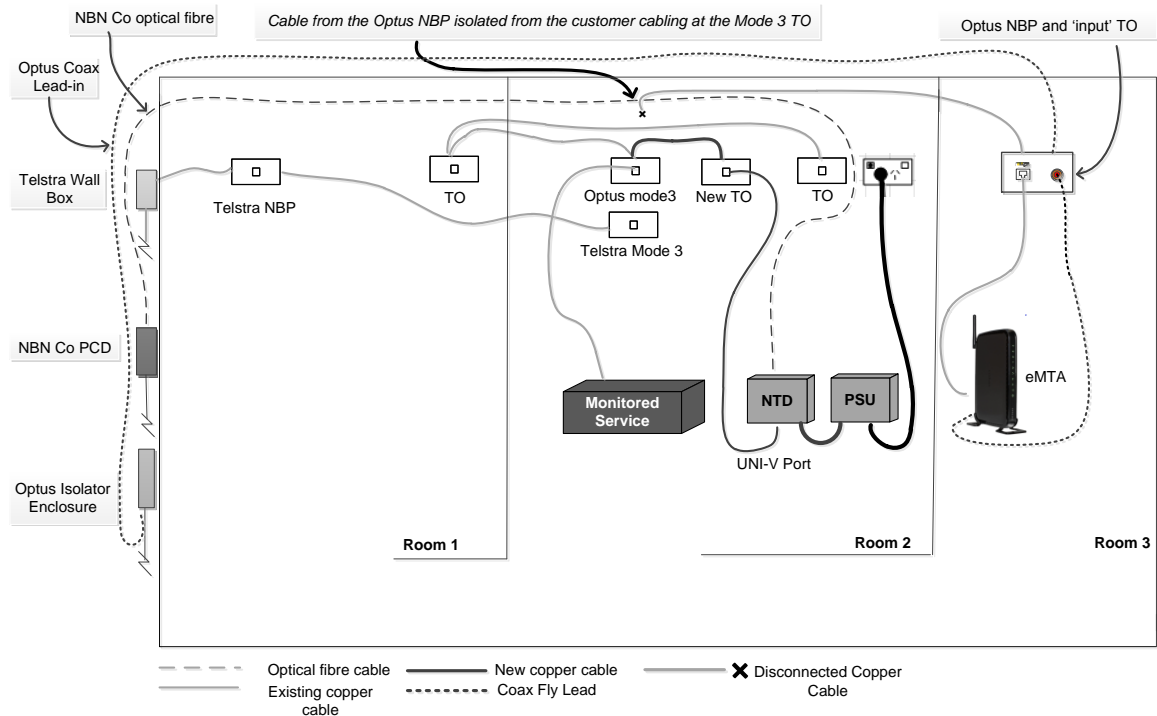 NBN Co optical fibre
Cable from the Optus NBP isolated from the customer cabling at the Mode 3 TO
Optus NBP and ‘input’ TO
Optus Coax
Lead-in
Telstra Wall
Box
Telstra NBP
TO
Optus mode3
New TO
TO
Telstra Mode 3
NBN Co PCD
Monitored
Service
NTD
PSU
eMTA
UNI-V Port
Optus Isolator
Enclosure
Room 1
Room 2
Room 3
Optical fibre cable
New copper cable
Disconnected Copper
Cable
Existing copper
cable
Coax Fly Lead